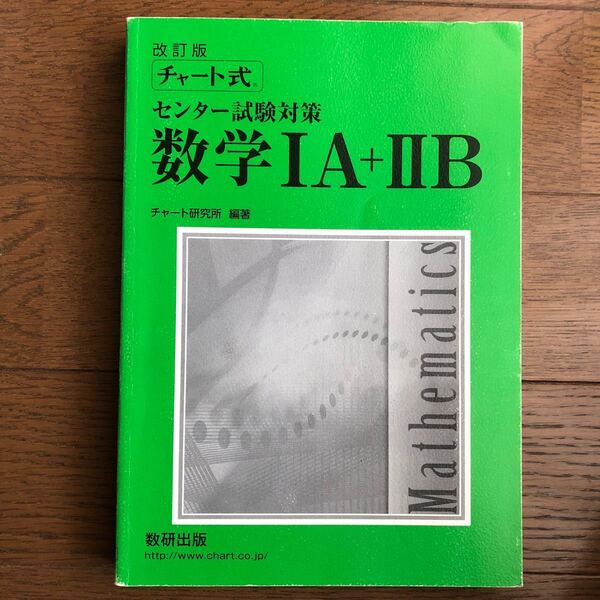 改訂版
チャート式®
センター試験対策
数学ⅠA+ⅡB
チャート研究所 編著
Mathematics
数研出版
http://www.chart.co.jp/